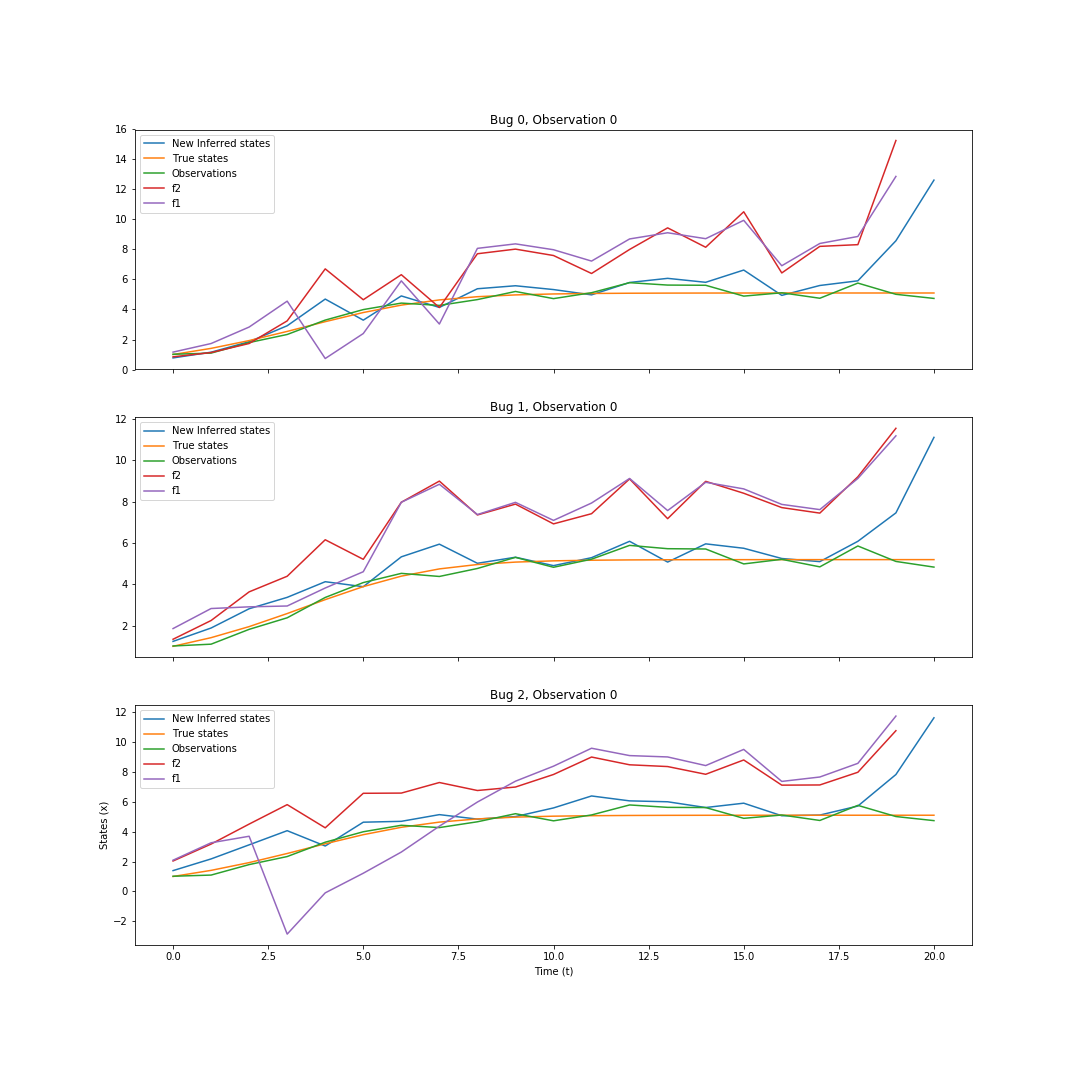 Bug 0, Observation 0
16
14
12
10
8
6
4
2
0
New Inferred states
True states
Observations
f2
f1
Bug 1, Observation 0
12
10
8
6
4
2
New Inferred states
True states
Observations
f2
f1
Bug 2, Observation 0
12
10
8
6
4
2
0
−2
States (x)
New Inferred states
True states
Observations
f2
f1
0.0 2.5 5.0 7.5 10.0 12.5 15.0 17.5 20.0
Time (t)